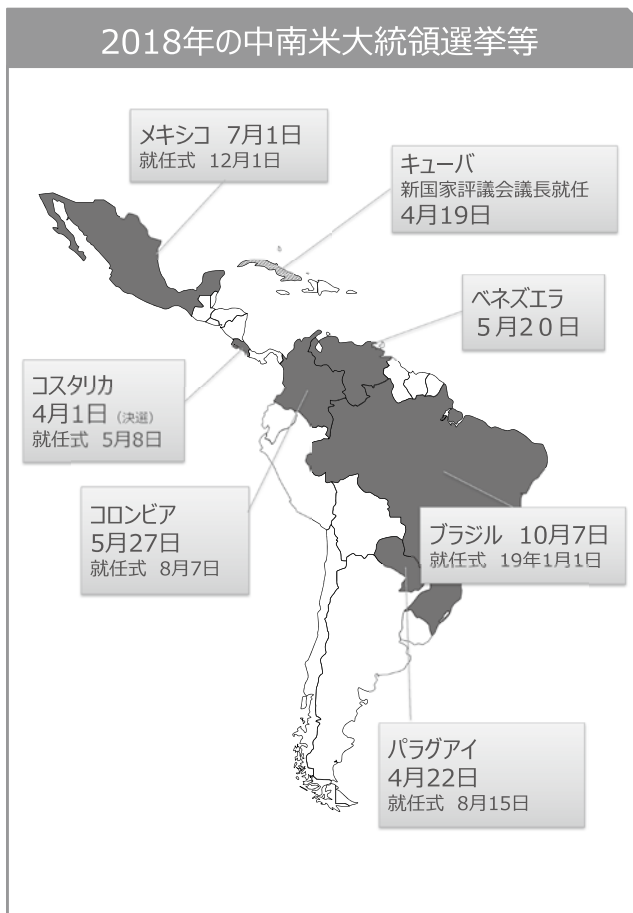 2018年の中南米大統領選挙等
メキシコ 7月1日
就任式 12月1日
キューバ
新国家評議会議長就任
4月19日
ベネズエラ
5月20日
コスタリカ
4月1日（決選）
就任式 5月8日
コロンビア
5月27日
就任式 8月7日
ブラジル 10月7日
就任式 19年1月1日
パラグアイ
4月22日
就任式 8月15日